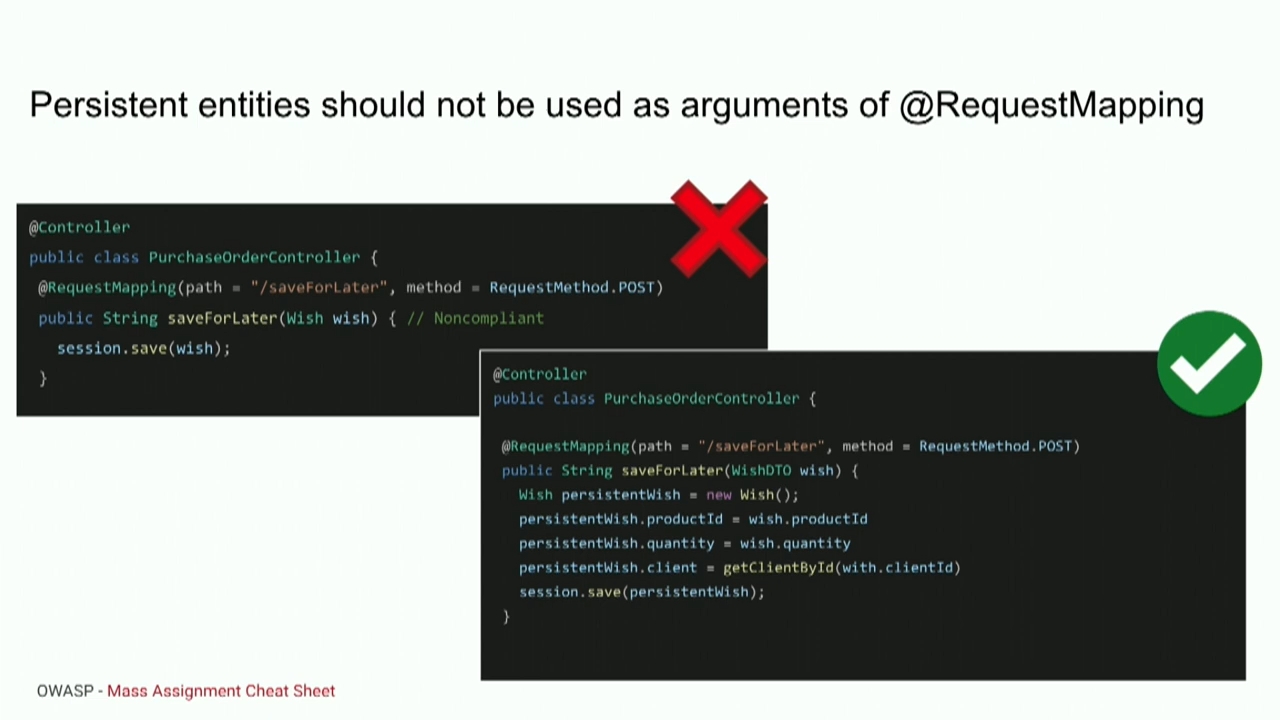 Persistent entities should not be used as arguments of @RequestMapping
@Controller
public class PurchaseOrderController {
@RequestMapping(path = "/saveForLater", method = RequestMethod.POST)
public String saveForLater(Wish wish) { // Noncompliant
session.save(wish);
}
@Controller
public class PurchaseOrderController {
@RequestMapping(path = "/saveForLater", method = RequestMethod.POST)
public String saveForLater(WishDTO wish) {
Wish persistentWish = new Wish();
persistentWish.productId = wish.productId
persistentWish.quantity = wish.quantity
persistentWish.client = getClientById(with.clientId)
session.save(persistentWish);
}
OWASP - Mass Assignment Cheat Sheet